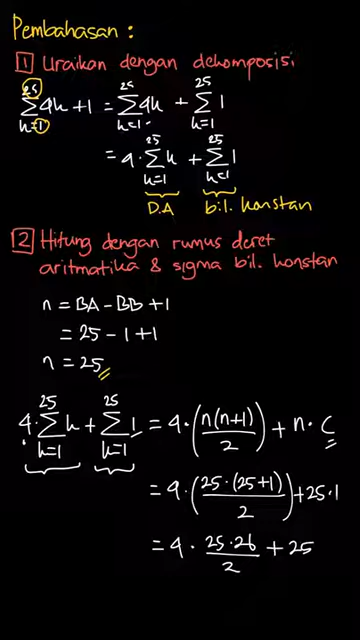 Pembahasan :
1 Uraikan dengan dekomposisi
25 ∑ k=1 4k + 1 = 25 ∑ k=1 4k + 25 ∑ k=1 1
= 4 · 25 ∑ k=1 k + 25 ∑ k=1 1
D.A bil. konstan
2 Hitung dengan rumus deret
aritmatika & sigma bil. konstan
n = BA - BB + 1
= 25 - 1 + 1
n = 25
4 · 25 ∑ k=1 k + 25 ∑ k=1 1 = 4 · (n(n+1)/2) + n · C
= 4 · (25 · (25+1)/2) + 25 · 1
= 4 · 25 · 26/2 + 25